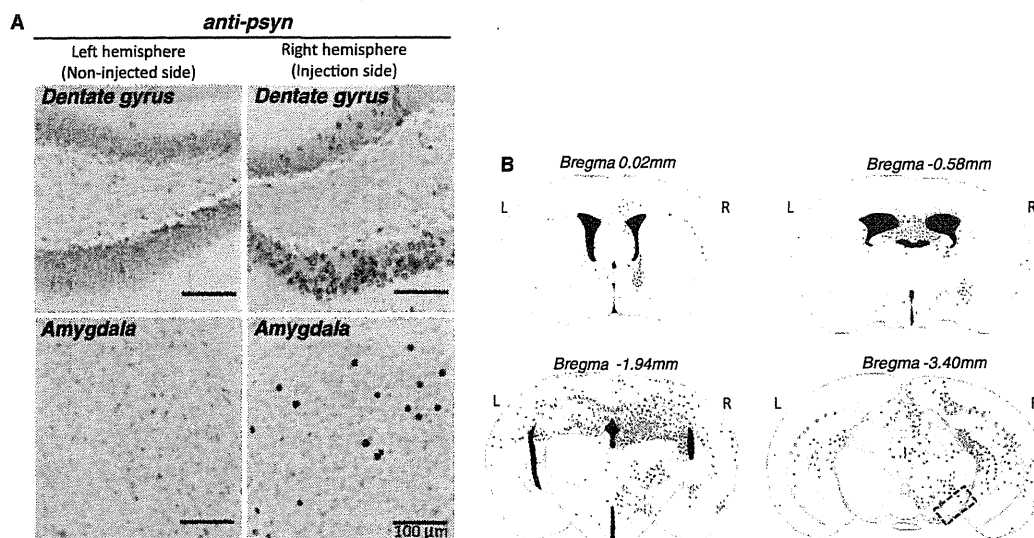 A
anti-psyn
Left hemisphere
(Non-injected side)
Right hemisphere
(Injection side)
Dentate gyrus
Dentate gyrus
Amygdala
Amygdala
100 μm
B
Bregma 0.02mm
L
R
Bregma -0.58mm
L
R
Bregma -1.94mm
L
R
Bregma -3.40mm
L
R